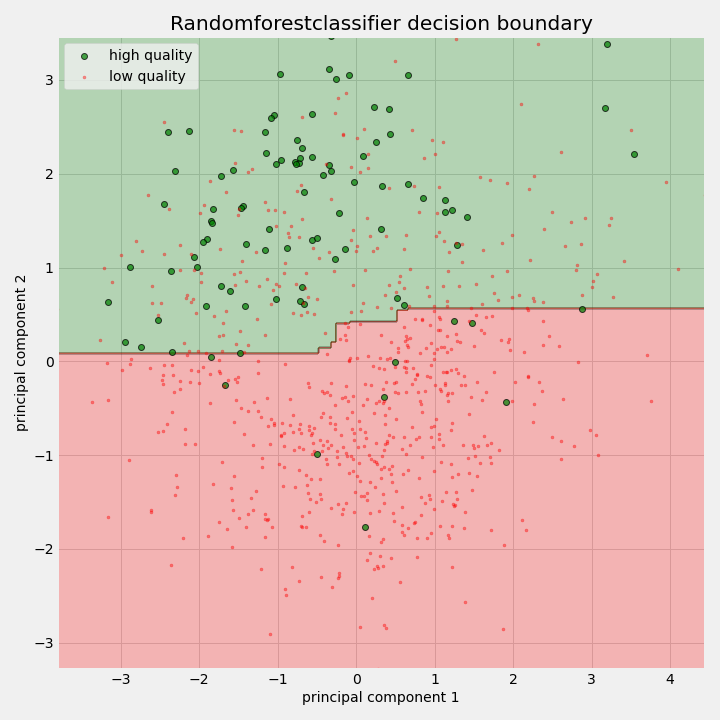 Randomforestclassifier decision boundary
high quality
low quality
principal component 2
3
2
1
0
−1
−2
−3
−3 −2 −1 0 1 2 3 4
principal component 1